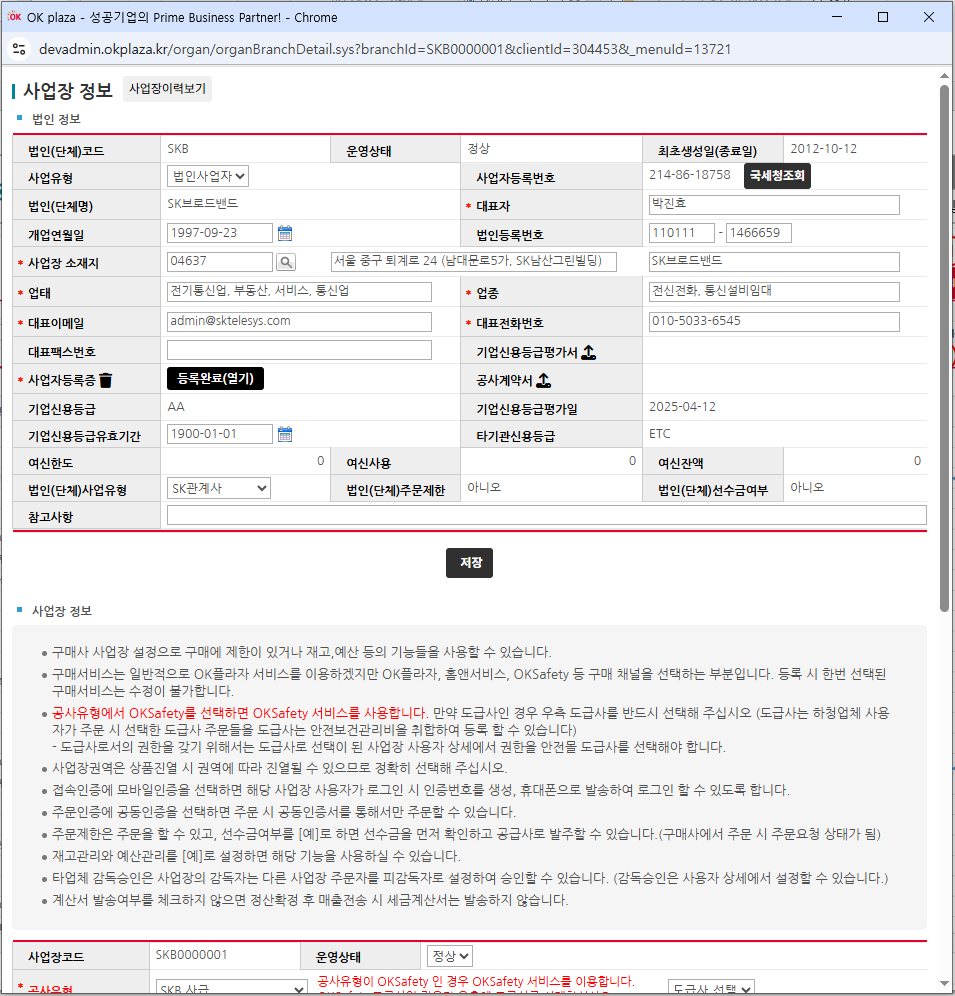 OK plaza - 성공기업의 Prime Business Partner! - Chrome
devadmin.okplaza.kr/organ/organBranchDetail.sys?branchId=SKB0000001&clientId=304453&_menuId=13721
사업장 정보 사업장이력보기
법인 정보
법인(단체)코드 SKB 운영상태 정상 최초생성일(종료일) 2012-10-12
사업유형 법인사업자 사업자등록번호 214-86-18758 국세청조회
법인(단체명) SK브로드밴드 * 대표자 박진효
개업연월일 1997-09-23 법인등록번호 110111 - 1466659
* 사업장 소재지 04637 서울 중구 퇴계로 24 (남대문로5가, SK남산그린빌딩) SK브로드밴드
* 업태 전기통신업, 부동산, 서비스, 통신업 * 업종 전신전화, 통신설비임대
* 대표이메일 admin@sktelesys.com * 대표전화번호 010-5033-6545
대표팩스번호 기업신용등급평가서
* 사업자등록증 등록완료(열기) 공사계약서
기업신용등급 AA 기업신용등급평가일 2025-04-12
기업신용등급유효기간 1900-01-01 타기관신용등급 ETC
여신한도 0 여신사용 0 여신잔액 0
법인(단체)사업유형 SK관계사 법인(단체)주문제한 아니오 법인(단체)선수금여부 아니오
참고사항
저장
사업장 정보
● 구매사 사업장 설정으로 구매에 제한이 있거나 재고,예산 등의 기능들을 사용할 수 있습니다.
● 구매서비스는 일반적으로 OK플라자 서비스를 이용하겠지만 OK플라자, 홈앤서비스, OKSafety 등 구매 채널을 선택하는 부분입니다. 등록 시 한번 선택된
구매서비스는 수정이 불가합니다.
● 공사유형에서 OKSafety를 선택하면 OKSafety 서비스를 사용합니다. 만약 도급사인 경우 우측 도급사를 반드시 선택해 주십시오 (도급사는 하청업체 사용
자가 주문 시 선택한 도급사 주문들을 도급사는 안전보건관리비을 취합하여 등록 할 수 있습니다)
- 도급사로서의 권한을 갖기 위해서는 도급사로 선택이 된 사업장 사용자 상세에서 권한을 안전몰 도급사를 선택해야 합니다.
● 사업장권역은 상품진열 시 권역에 따라 진열될 수 있으므로 정확히 선택해 주십시오.
● 접속인증에 모바일인증을 선택하면 해당 사업장 사용자가 로그인 시 인증번호를 생성, 휴대폰으로 발송하여 로그인 할 수 있도록 합니다.
● 주문인증에 공동인증을 선택하면 주문 시 공동인증서를 통해서만 주문할 수 있습니다.
● 주문제한은 주문을 할 수 있고, 선수금여부를 [예]로 하면 선수금을 먼저 확인하고 공급사로 발주할 수 있습니다.(구매사에서 주문 시 주문요청 상태가 됨)
● 재고관리와 예산관리를 [예]로 설정하면 해당 기능을 사용하실 수 있습니다.
● 타업체 감독승인은 사업장의 감독자는 다른 사업장 주문자를 피감독자로 설정하여 승인할 수 있습니다. (감독승인은 사용자 상세에서 설정할 수 있습니다.)
● 계산서 발송여부를 체크하지 않으면 정산확정 후 매출전송 시 세금계산서는 발송하지 않습니다.
사업장코드 SKB0000001 운영상태 정상
* 공사유형 SKB 사급 공사유형이 OKSafety 인 경우 OKSafety 서비스를 이용합니다. 도급사 선택